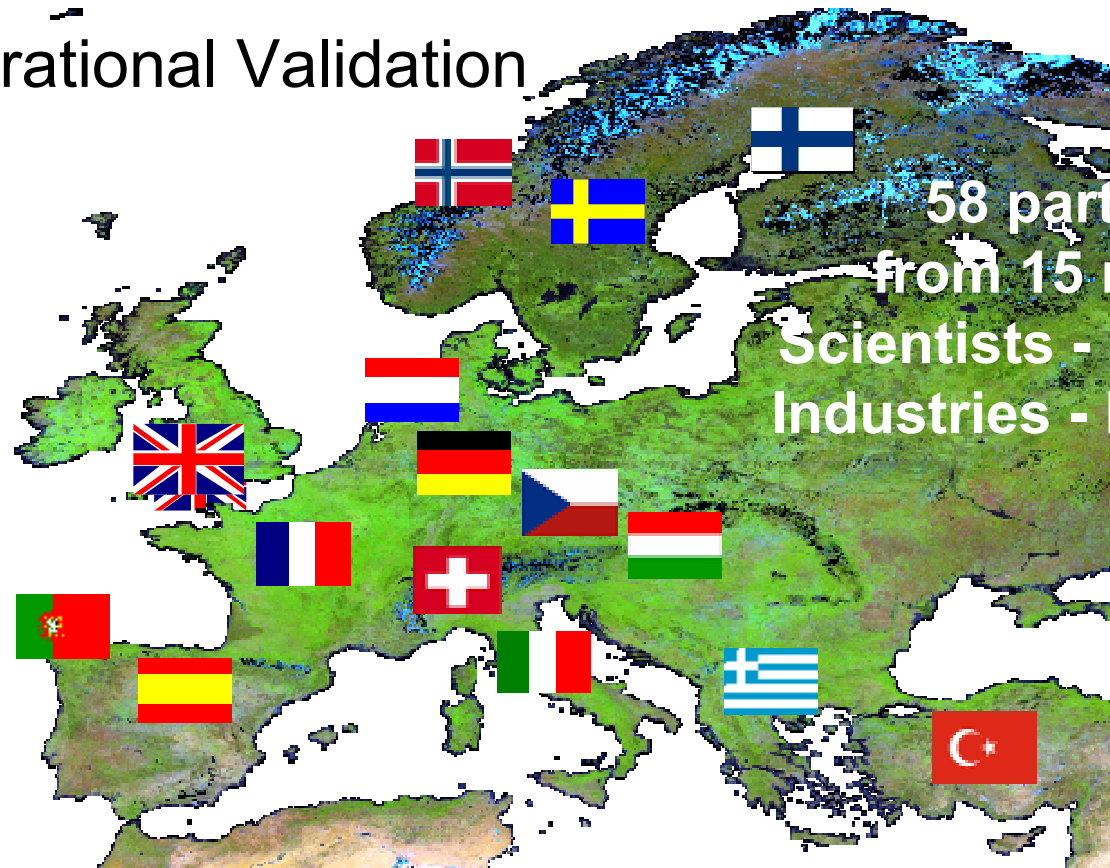 rational Validation
58 part
from 15
Scientists -
Industries -